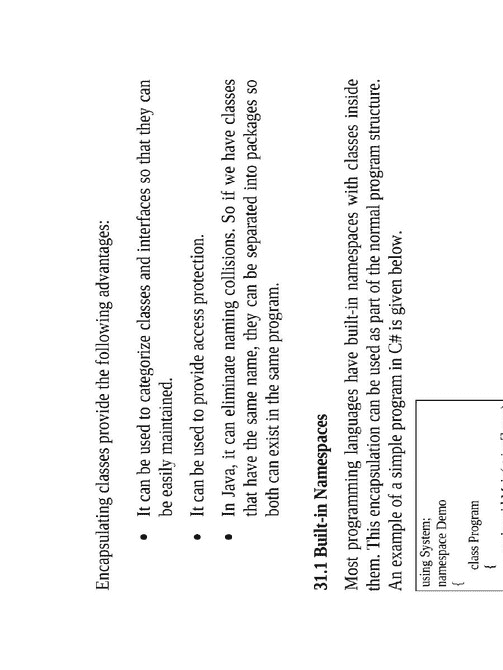 Encapsulating classes provide the following advantages:
• It can be used to categorize classes and interfaces so that they can
be easily maintained.
• It can be used to provide access protection.
• In Java, it can eliminate naming collisions. So if we have classes
that have the same name, they can be separated into packages so
both can exist in the same program.
31.1 Built-in Namespaces
Most programming languages have built-in namespaces with classes inside
them. This encapsulation can be used as part of the normal program structure.
An example of a simple program in C# is given below.
using System;
namespace Demo
{
class Program
{